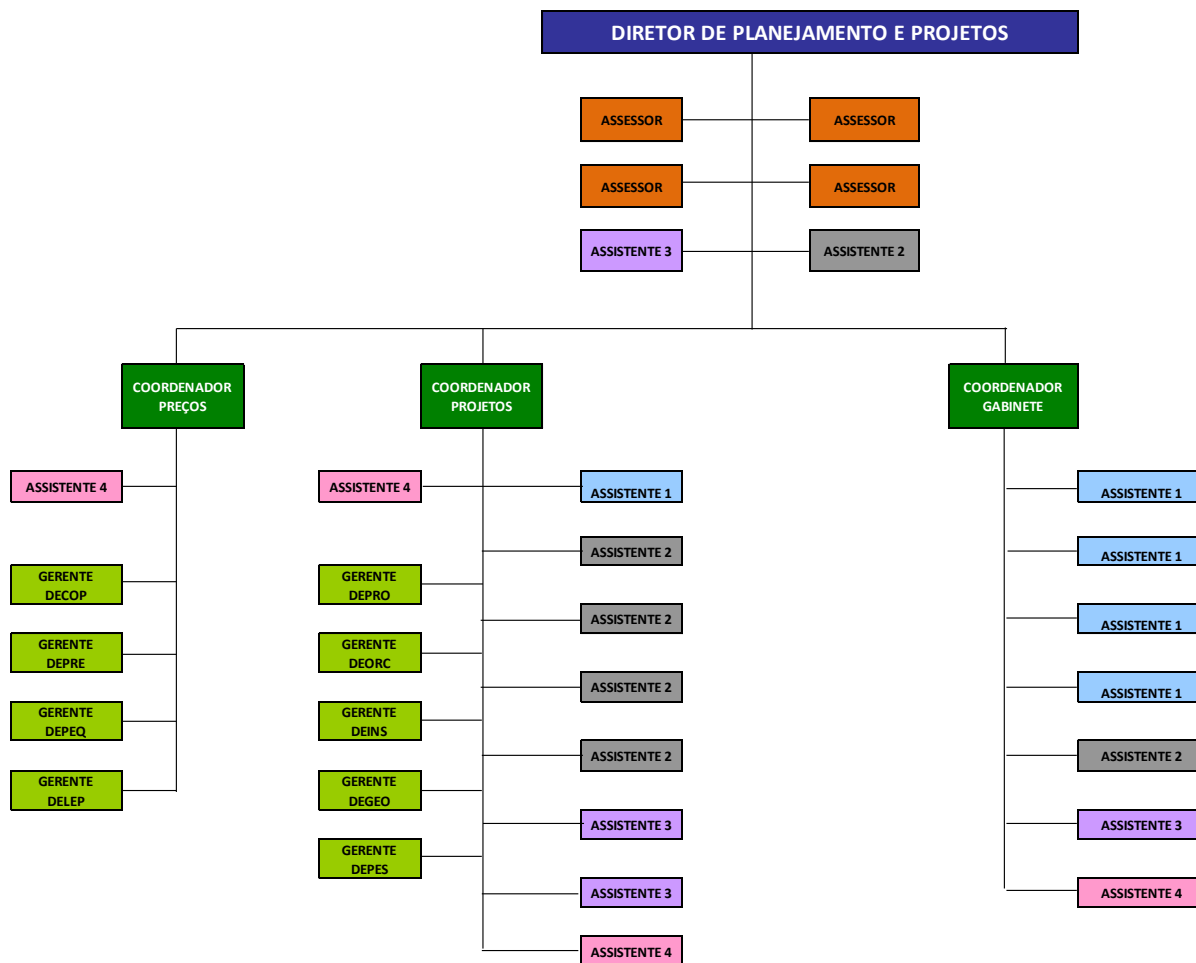 DIRETOR DE PLANEJAMENTO E PROJETOS
ASSESSOR
ASSESSOR
ASSESSOR
ASSESSOR
ASSISTENTE 3
ASSISTENTE 2
COORDENADOR
PREÇOS
COORDENADOR
PROJETOS
COORDENADOR
GABINETE
ASSISTENTE 4
GERENTE
DECOP
GERENTE
DEPRE
GERENTE
DEPEQ
GERENTE
DELEP
ASSISTENTE 4
GERENTE
DEPRO
GERENTE
DEORC
GERENTE
DEINS
GERENTE
DEGEO
GERENTE
DEPES
ASSISTENTE 1
ASSISTENTE 2
ASSISTENTE 2
ASSISTENTE 2
ASSISTENTE 2
ASSISTENTE 3
ASSISTENTE 3
ASSISTENTE 4
ASSISTENTE 1
ASSISTENTE 1
ASSISTENTE 1
ASSISTENTE 1
ASSISTENTE 2
ASSISTENTE 3
ASSISTENTE 4